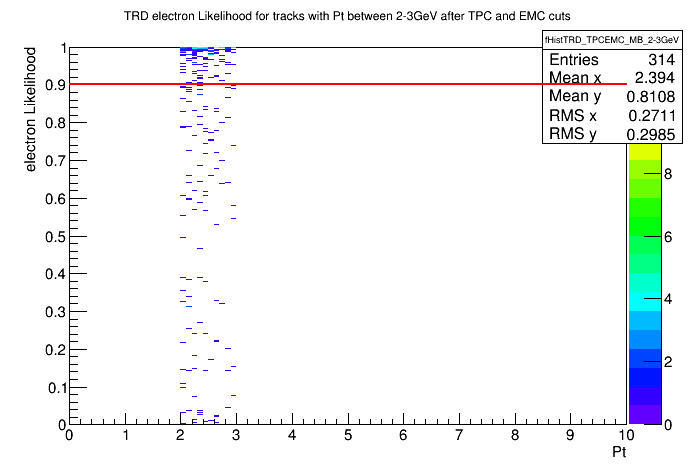 TRD electron Likelihood for tracks with Pt between 2-3GeV after TPC and EMC cuts
fHistTRD_TPCEMC_MB_2-3GeV
Entries 314
Mean x 2.394
Mean y 0.8108
RMS x 0.2711
RMS y 0.2985
electron Likelihood
1
0.9
0.8
0.7
0.6
0.5
0.4
0.3
0.2
0.1
0
8
6
4
2
0
0 1 2 3 4 5 6 7 8 9 10
Pt